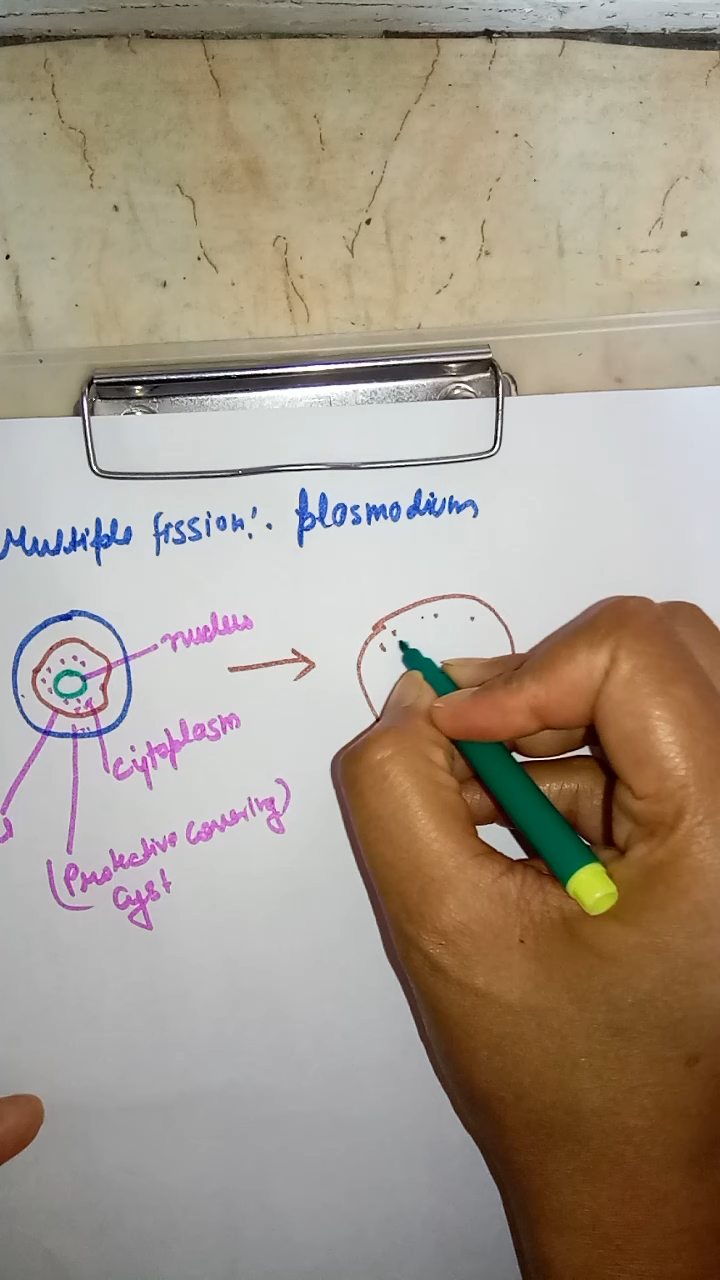 Multiple fission:. plasmodium
nucleus
cytoplasm
(Protective covering)
cyst